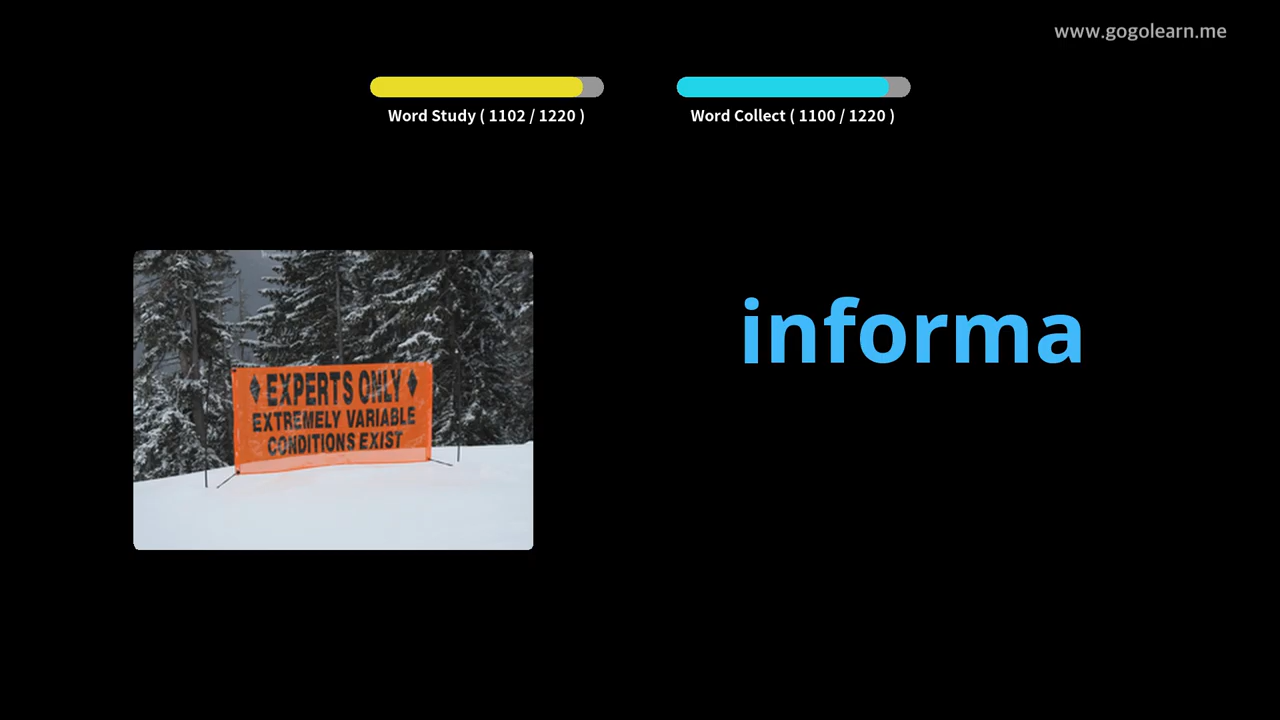 www.gogolearn.me
Word Study ( 1102 / 1220 )
Word Collect ( 1100 / 1220 )
informa
EXPERTS ONLY
EXTREMELY VARIABLE
CONDITIONS EXIST